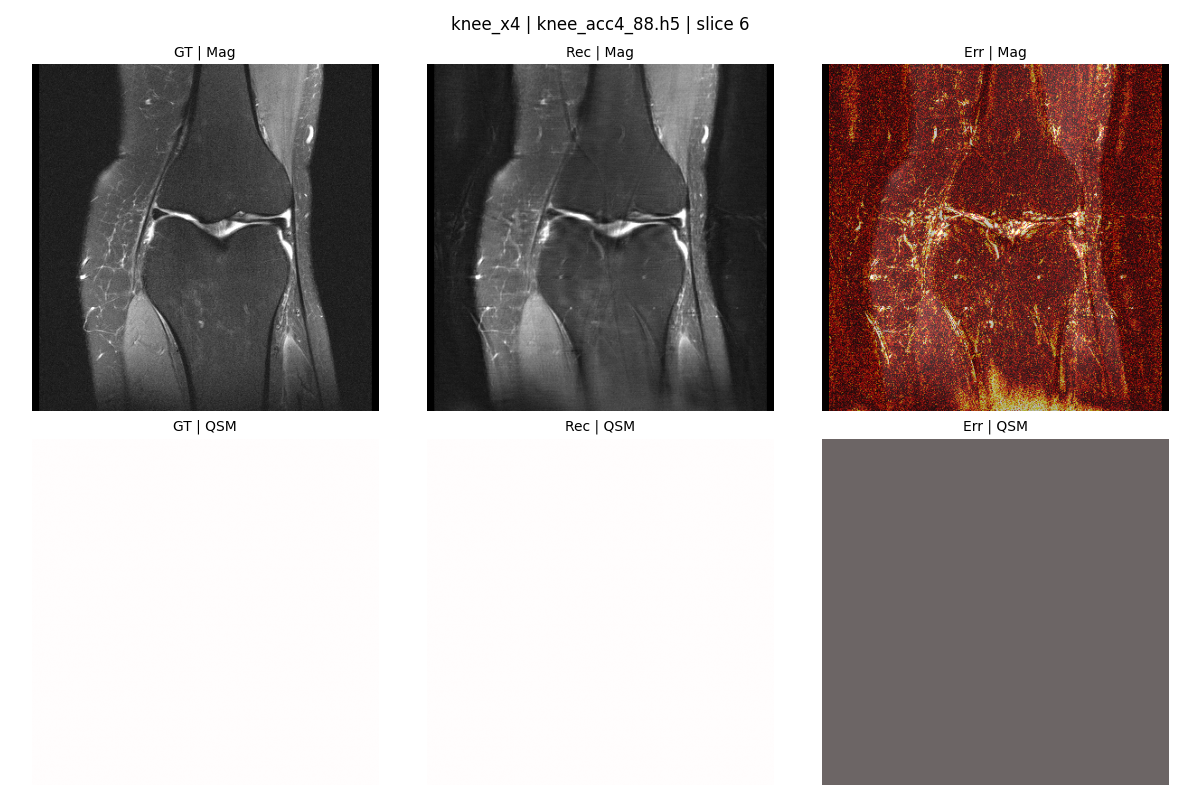 knee_x4 | knee_acc4_88.h5 | slice 6
GT | Mag
Rec | Mag
Err | Mag
GT | QSM
Rec | QSM
Err | QSM